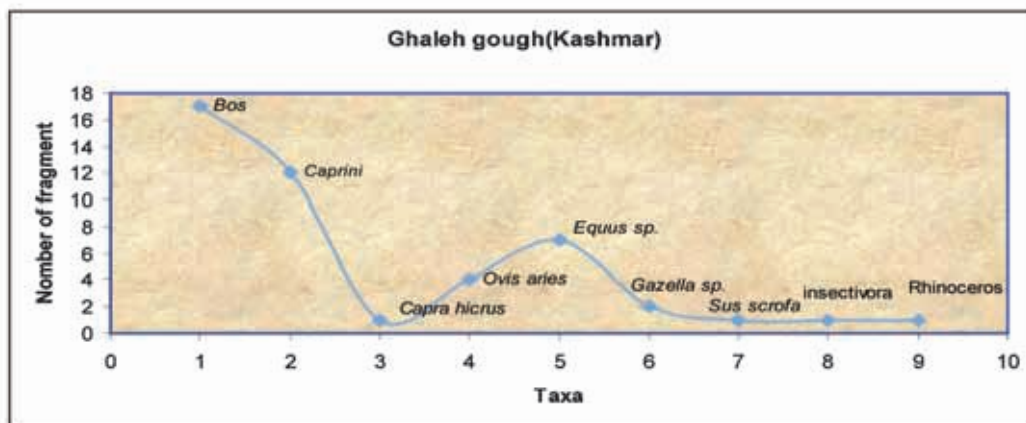 Ghaleh gough(Kashmar)
Nomber of fragment
18
16
14
12
10
8
6
4
2
0
Bos
Caprini
Capra hicrus
Ovis aries
Equus sp.
Gazella sp.
Sus scrofa
insectivora
Rhinoceros
0 1 2 3 4 5 6 7 8 9 10
Taxa